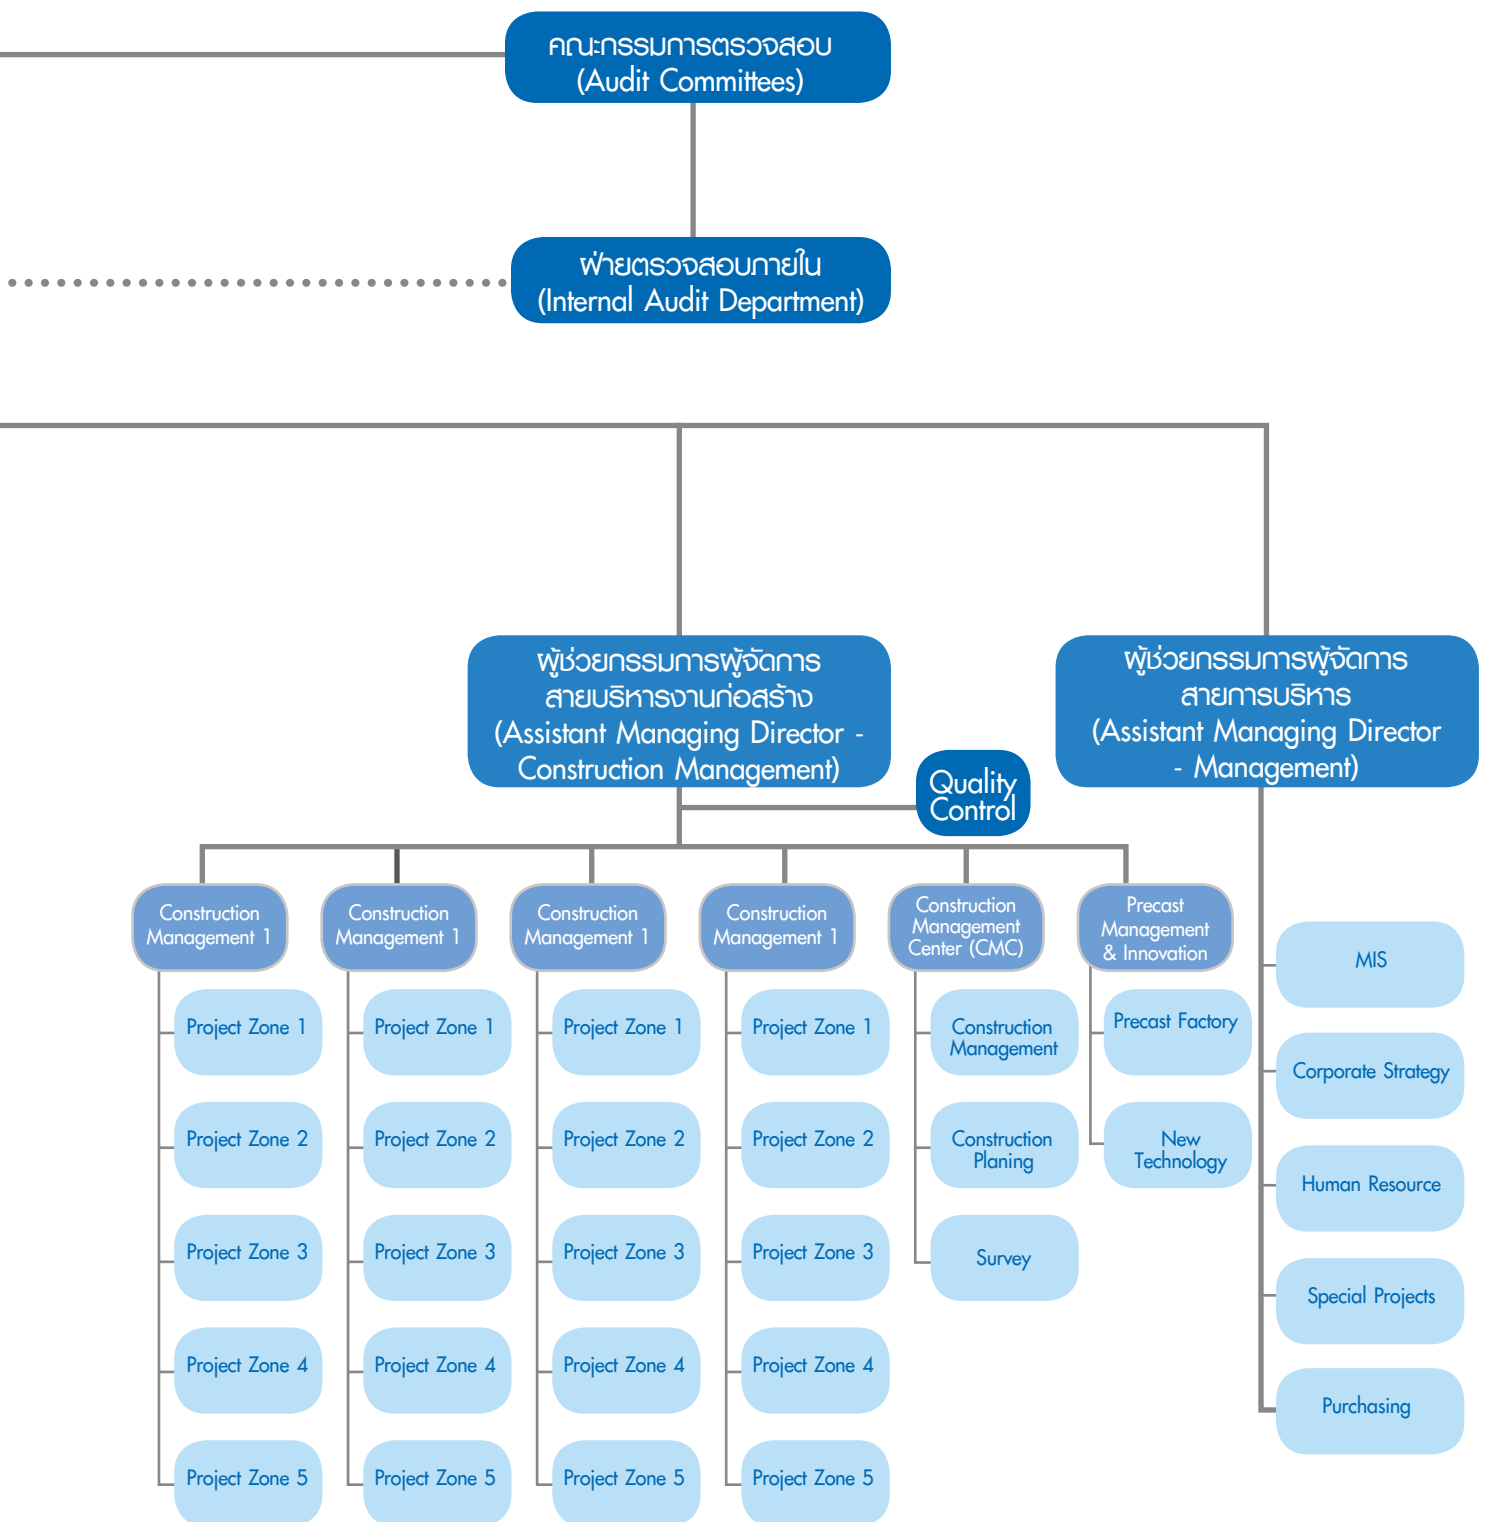 คณะกรรมการตรวจสอบ
(Audit Committees)
ฝ่ายตรวจสอบภายใน
(Internal Audit Department)
ผู้ช่วยกรรมการผู้จัดการ
สายบริหารงานก่อสร้าง
(Assistant Managing Director -
Construction Management)
ผู้ช่วยกรรมการผู้จัดการ
สายการบริหาร
(Assistant Managing Director
- Management)
Quality
Control
Construction
Management 1
Project Zone 1
Project Zone 2
Project Zone 3
Project Zone 4
Project Zone 5
Construction
Management 1
Project Zone 1
Project Zone 2
Project Zone 3
Project Zone 4
Project Zone 5
Construction
Management 1
Project Zone 1
Project Zone 2
Project Zone 3
Project Zone 4
Project Zone 5
Construction
Management 1
Project Zone 1
Project Zone 2
Project Zone 3
Project Zone 4
Project Zone 5
Construction
Management
Center (CMC)
Construction
Management
Construction
Planing
Survey
Precast
Management
& Innovation
Precast Factory
New
Technology
MIS
Corporate Strategy
Human Resource
Special Projects
Purchasing